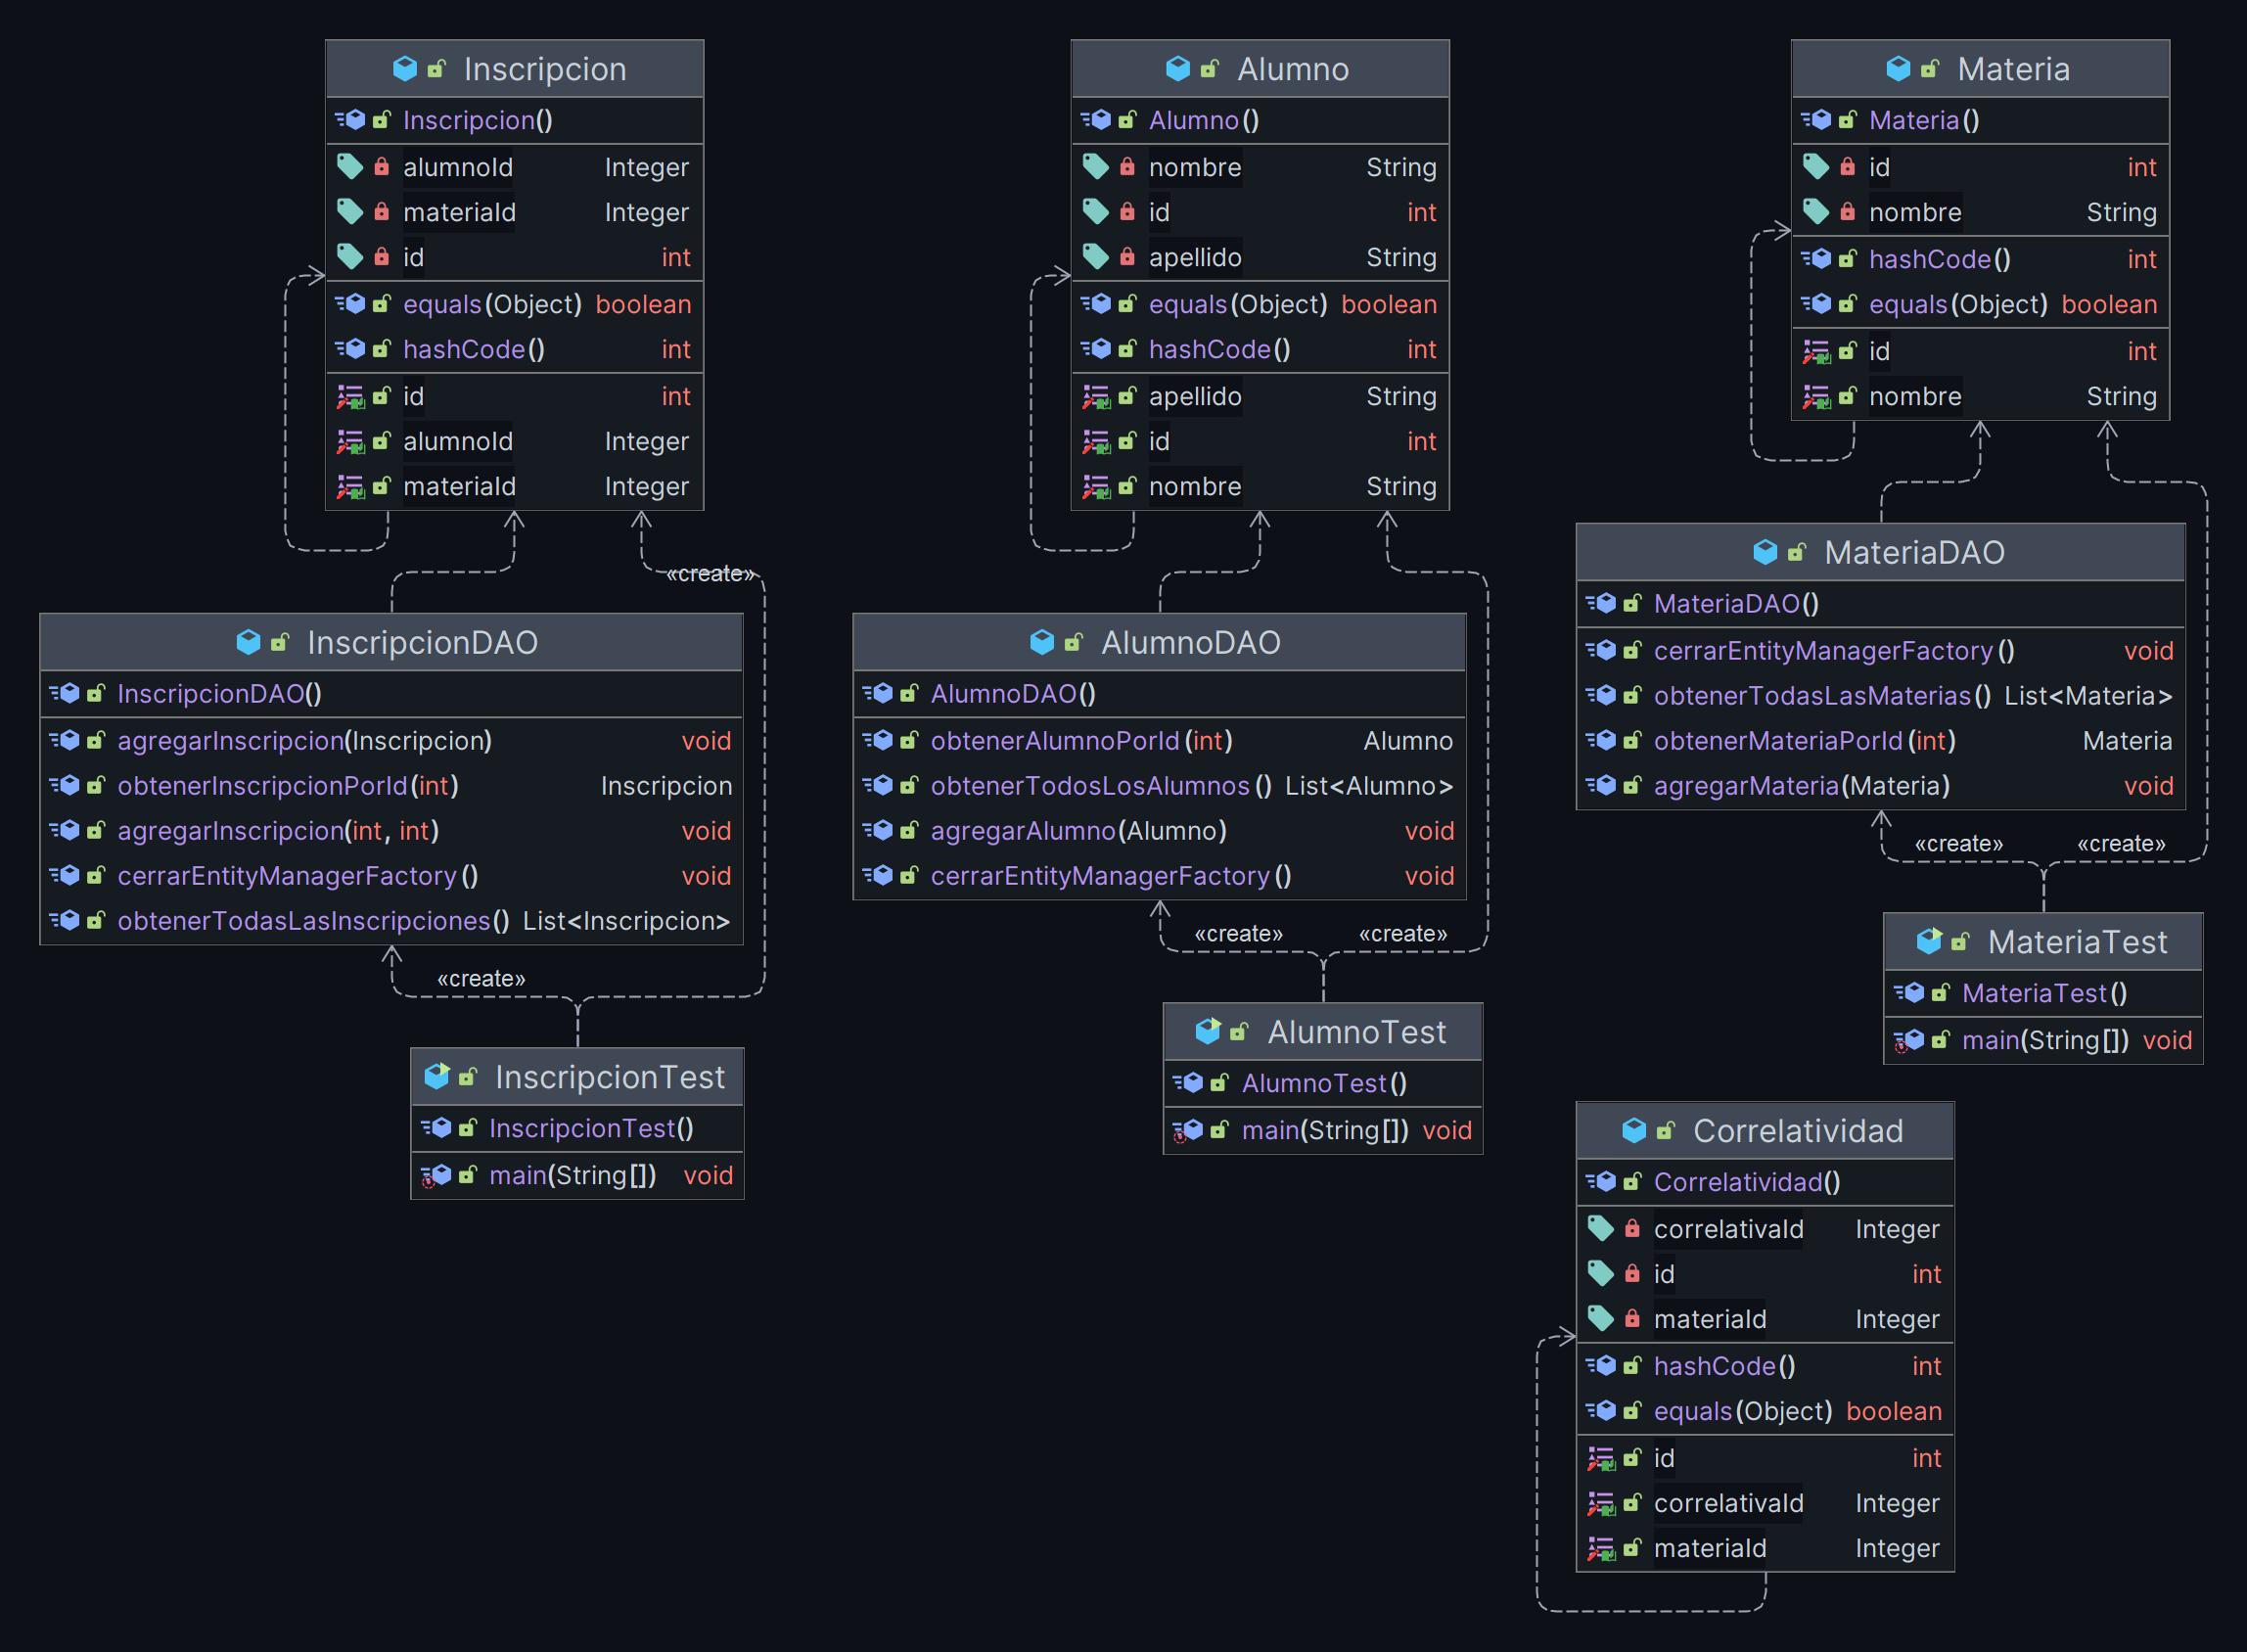 Inscripcion
Inscripcion()
alumnoId Integer
materiaId Integer
id int
equals(Object) boolean
hashCode() int
id int
alumnoId Integer
materiaId Integer
Alumno
Alumno()
nombre String
id int
apellido String
equals(Object) boolean
hashCode() int
apellido String
id int
nombre String
Materia
Materia()
id int
nombre String
hashCode() int
equals(Object) boolean
id int
nombre String
«create»
InscripcionDAO
InscripcionDAO()
agregarInscripcion(Inscripcion) void
obtenerInscripcionPorId(int) Inscripcion
agregarInscripcion(int, int) void
cerrarEntityManagerFactory() void
obtenerTodasLasInscripciones() List<Inscripcion>
«create»
InscripcionTest
InscripcionTest()
main(String[]) void
AlumnoDAO
AlumnoDAO()
obtenerAlumnoPorId(int) Alumno
obtenerTodosLosAlumnos() List<Alumno>
agregarAlumno(Alumno) void
cerrarEntityManagerFactory() void
«create» «create»
AlumnoTest
AlumnoTest()
main(String[]) void
MateriaDAO
MateriaDAO()
cerrarEntityManagerFactory() void
obtenerTodasLasMaterias() List<Materia>
obtenerMateriaPorId(int) Materia
agregarMateria(Materia) void
«create» «create»
MateriaTest
MateriaTest()
main(String[]) void
Correlatividad
Correlatividad()
correlativaId Integer
id int
materiaId Integer
hashCode() int
equals(Object) boolean
id int
correlativaId Integer
materiaId Integer